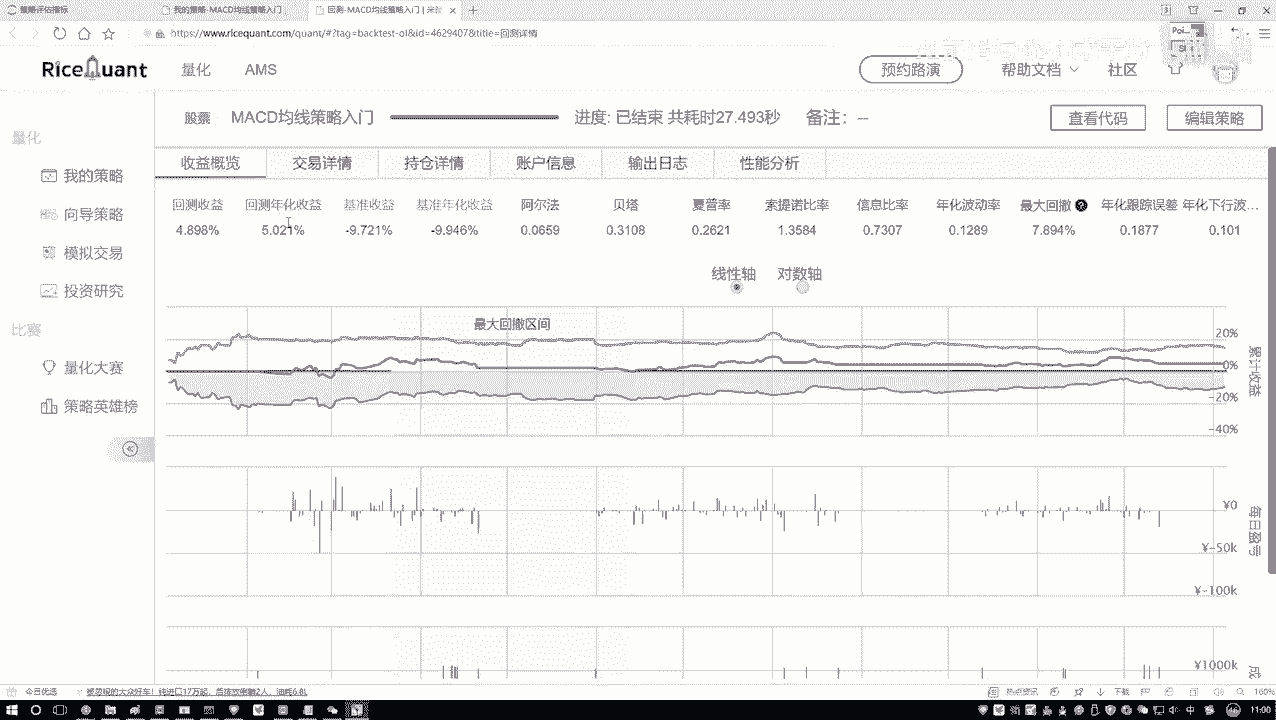 策略评估指标
我的策略-MACD均线策略入门
回测-MACD均线策略入门 | 米筐
https://www.ricequant.com/quant/#?tag=backtest-ol&id=4629407&title=回测详情
RiceQuant
量化
AMS
预约路演
帮助文档
社区
股票
MACD均线策略入门
进度: 已结束 共耗时27.493秒
备注：--
查看代码
编辑策略
量化
我的策略
向导策略
模拟交易
投资研究
比赛
量化大赛
策略英雄榜
收益概览
交易详情
持仓详情
账户信息
输出日志
性能分析
回测收益 回测年化收益 基准收益 基准年化收益 阿尔法 贝塔 夏普率 索提诺比率 信息比率 年化波动率 最大回撤 年化跟踪误差 年化下行波…
4.898% 5.021% -9.721% -9.946% 0.0659 0.3108 0.2621 1.3584 0.7307 0.1289 7.894% 0.1877 0.101
线性轴
对数轴
最大回撤区间
20%
0%
-20%
-40%
累计收益
¥0
¥-50k
¥-100k
每日盈亏
¥1000k
今日优选
热点资讯
下载
160%
中
11:00